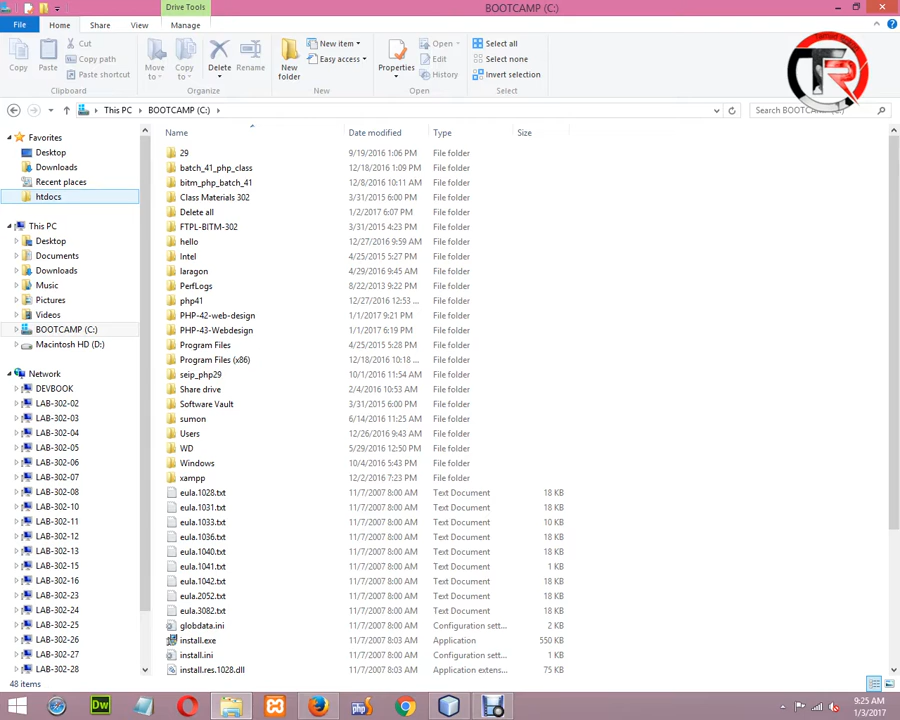 Drive Tools
BOOTCAMP (C:)
File
Home
Share
View
Manage
Copy
Paste
Cut
Copy path
Paste shortcut
Clipboard
Move to
Copy to
Delete
Rename
Organize
New folder
New item
Easy access
New
Properties
Open
Edit
History
Open
Select all
Select none
Invert selection
Select
This PC
BOOTCAMP (C:)
Search BOOTCAMP (C:)
Favorites
Desktop
Downloads
Recent places
htdocs
This PC
Desktop
Documents
Downloads
Music
Pictures
Videos
BOOTCAMP (C:)
Macintosh HD (D:)
Network
DEVBOOK
LAB-302-02
LAB-302-03
LAB-302-04
LAB-302-05
LAB-302-06
LAB-302-07
LAB-302-08
LAB-302-10
LAB-302-11
LAB-302-12
LAB-302-13
LAB-302-15
LAB-302-16
LAB-302-23
LAB-302-24
LAB-302-25
LAB-302-26
LAB-302-27
LAB-302-28
Name Date modified Type Size
29 9/19/2016 1:06 PM File folder
batch_41_php_class 12/18/2016 1:09 PM File folder
bitm_php_batch_41 12/8/2016 10:11 AM File folder
Class Materials 302 3/31/2015 6:00 PM File folder
Delete all 1/2/2017 6:07 PM File folder
FTPL-BITM-302 3/31/2015 4:23 PM File folder
hello 12/27/2016 9:59 AM File folder
Intel 4/25/2015 5:27 PM File folder
laragon 4/29/2016 9:45 AM File folder
PerfLogs 8/22/2013 9:22 PM File folder
php41 12/27/2016 12:53 ... File folder
PHP-42-web-design 1/1/2017 9:21 PM File folder
PHP-43-Webdesign 1/1/2017 6:19 PM File folder
Program Files 4/25/2015 5:28 PM File folder
Program Files (x86) 12/18/2016 10:18 ... File folder
seip_php29 10/1/2016 11:54 AM File folder
Share drive 2/4/2016 10:53 AM File folder
Software Vault 3/31/2015 6:00 PM File folder
sumon 6/14/2016 11:25 AM File folder
Users 12/26/2016 9:43 AM File folder
WD 5/29/2016 12:50 PM File folder
Windows 10/4/2016 5:43 PM File folder
xampp 12/2/2016 7:23 PM File folder
eula.1028.txt 11/7/2007 8:00 AM Text Document 18 KB
eula.1031.txt 11/7/2007 8:00 AM Text Document 18 KB
eula.1033.txt 11/7/2007 8:00 AM Text Document 10 KB
eula.1036.txt 11/7/2007 8:00 AM Text Document 18 KB
eula.1040.txt 11/7/2007 8:00 AM Text Document 18 KB
eula.1041.txt 11/7/2007 8:00 AM Text Document 1 KB
eula.1042.txt 11/7/2007 8:00 AM Text Document 18 KB
eula.2052.txt 11/7/2007 8:00 AM Text Document 18 KB
eula.3082.txt 11/7/2007 8:00 AM Text Document 18 KB
globdata.ini 11/7/2007 8:00 AM Configuration sett... 2 KB
install.exe 11/7/2007 8:03 AM Application 550 KB
install.ini 11/7/2007 8:00 AM Configuration sett... 1 KB
install.res.1028.dll 11/7/2007 8:03 AM Application extens... 75 KB
48 items
Dw
php
9:25 AM
1/3/2017